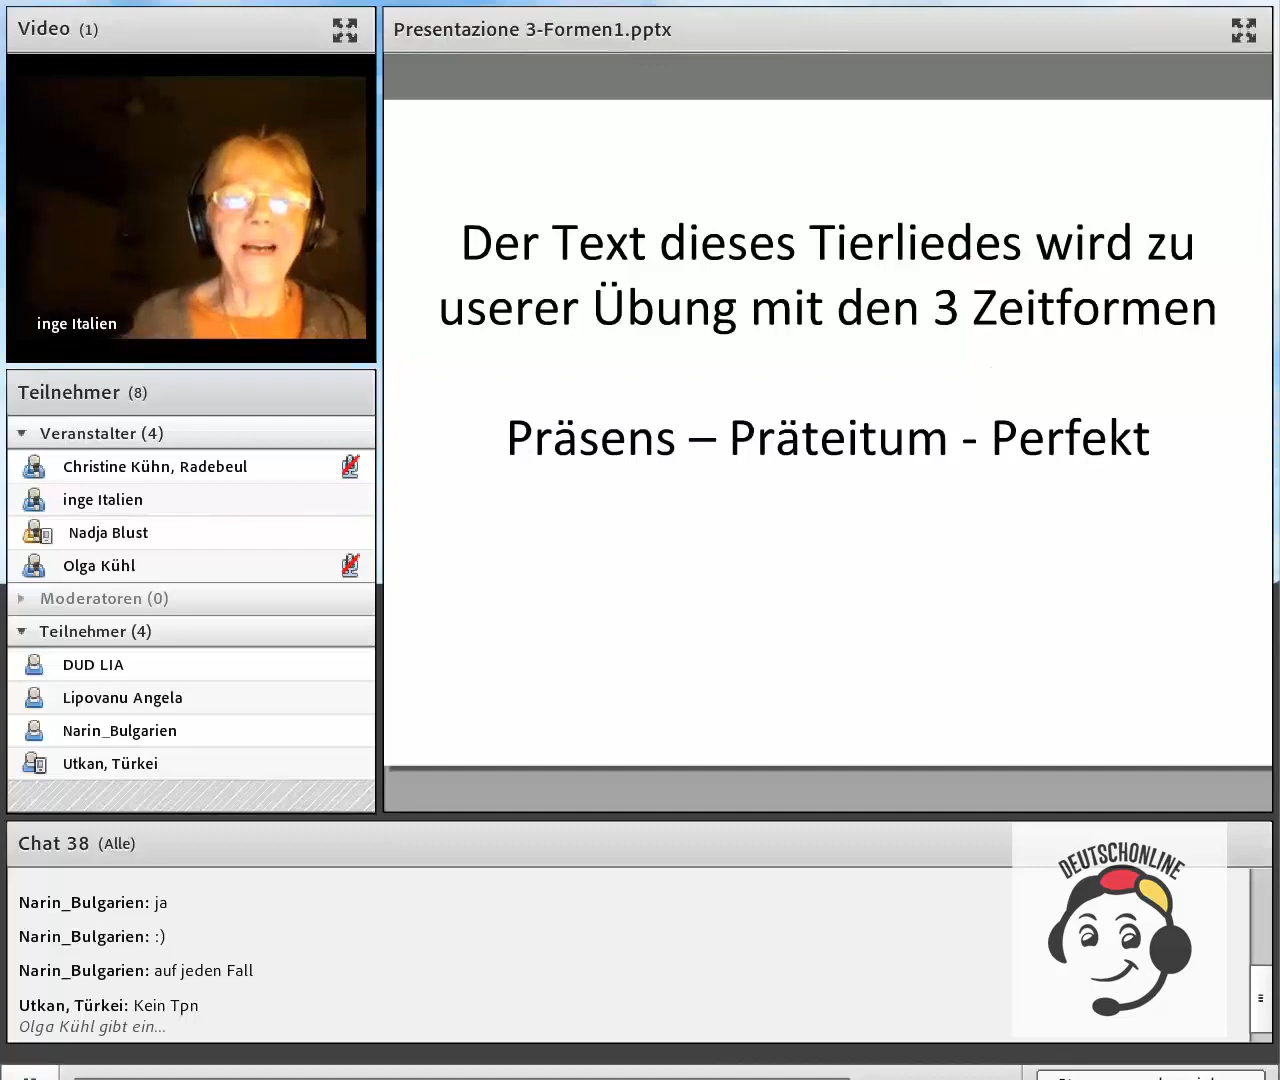 Video (1)
inge Italien
Teilnehmer (8)
Veranstalter (4)
Christine Kühn, Radebeul
inge Italien
Nadja Blust
Olga Kühl
Moderatoren (0)
Teilnehmer (4)
DUD LIA
Lipovanu Angela
Narin_Bulgarien
Utkan, Türkei
Presentazione 3-Formen1.pptx
Der Text dieses Tierliedes wird zu
userer Übung mit den 3 Zeitformen
Präsens – Präteitum - Perfekt
Chat 38 (Alle)
Narin_Bulgarien: ja
Narin_Bulgarien: :)
Narin_Bulgarien: auf jeden Fall
Utkan, Türkei: Kein Tpn
Olga Kühl gibt ein...
DEUTSCHONLINE